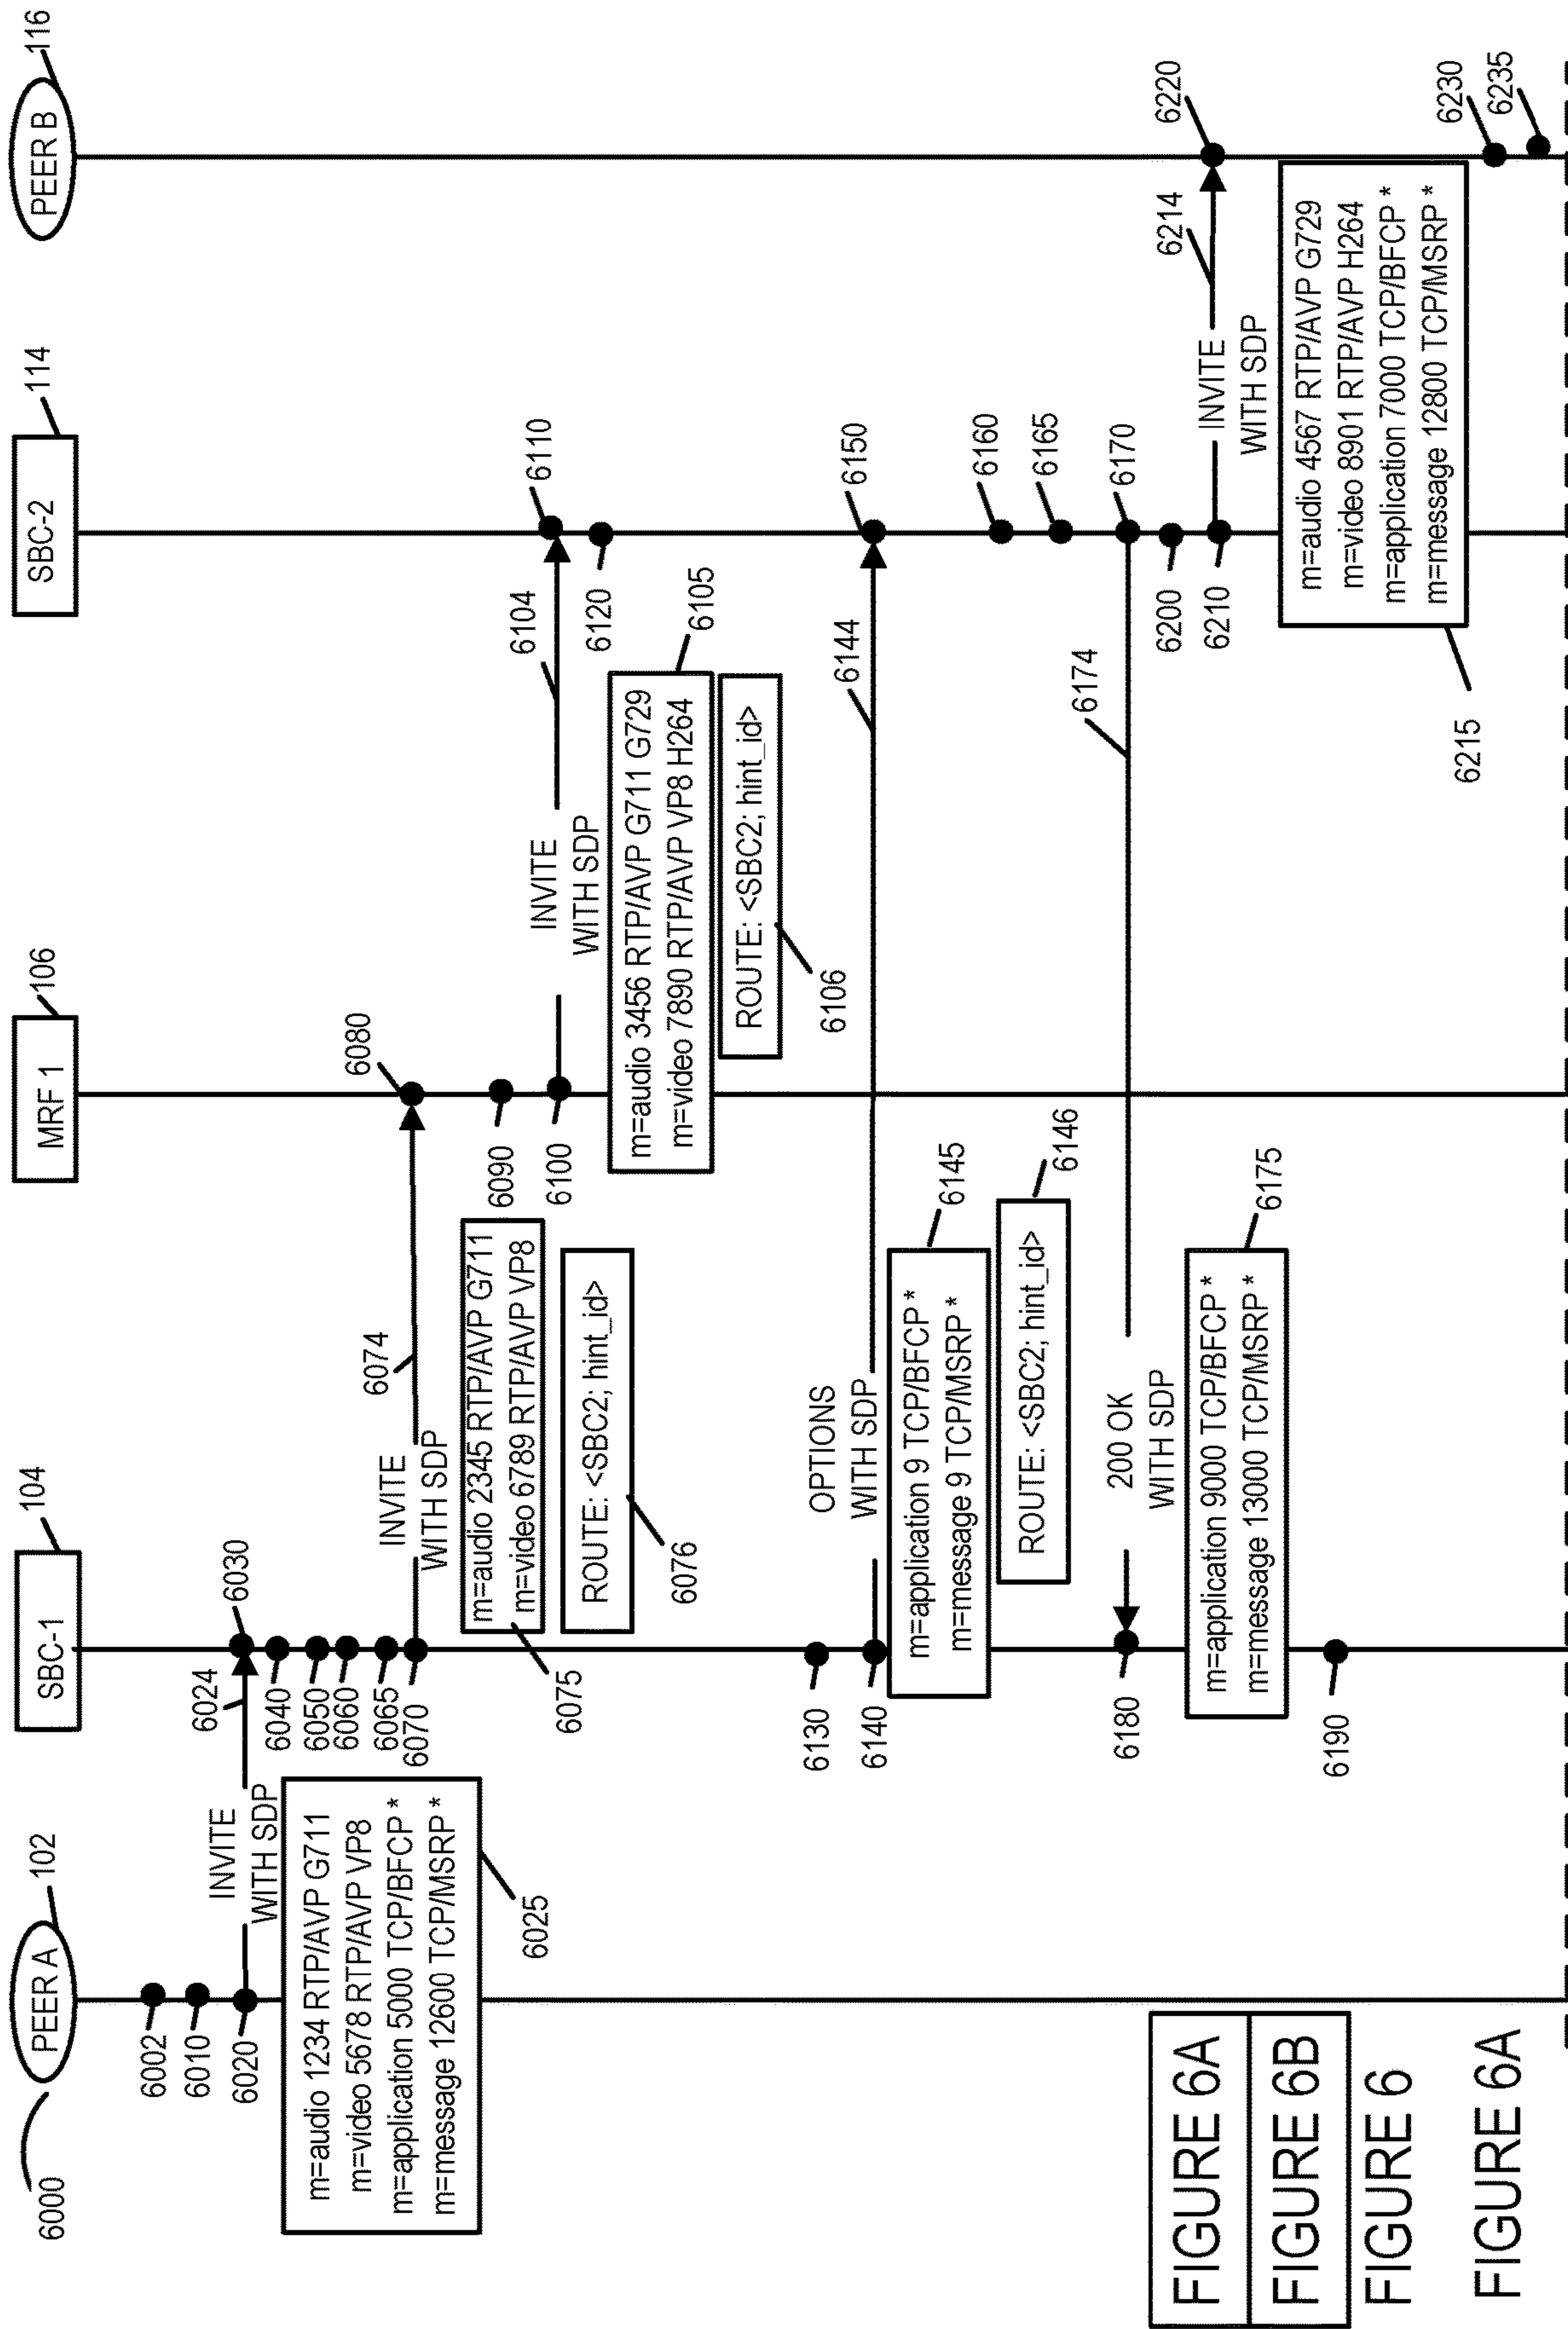 6000
PEER A
102
SBC-1
104
MRF 1
106
SBC-2
114
PEER B
116
6002
6010
6020
INVITE
WITH SDP
6024
6030
m=audio 1234 RTP/AVP G711
m=video 5678 RTP/AVP VP8
m=application 5000 TCP/BFCP *
m=message 12600 TCP/MSRP *
6025
6040
6050
6060
6065
6070
INVITE
WITH SDP
6074
6080
m=audio 2345 RTP/AVP G711
m=video 6789 RTP/AVP VP8
6075
ROUTE: <SBC2; hint_id>
6076
6090
6100
INVITE
WITH SDP
6104
6110
6120
m=audio 3456 RTP/AVP G711 G729
m=video 7890 RTP/AVP VP8 H264
6105
ROUTE: <SBC2; hint_id>
6106
6130
6140
OPTIONS
WITH SDP
6144
6150
m=application 9 TCP/BFCP *
m=message 9 TCP/MSRP *
6145
ROUTE: <SBC2; hint_id>
6146
6160
6165
6170
6174
200 OK
WITH SDP
6180
m=application 9000 TCP/BFCP *
m=message 13000 TCP/MSRP *
6175
6190
6200
6210
INVITE
WITH SDP
6214
6220
m=audio 4567 RTP/AVP G729
m=video 8901 RTP/AVP H264
m=application 7000 TCP/BFCP *
m=message 12800 TCP/MSRP *
6215
6230
6235
FIGURE 6A
FIGURE 6B
FIGURE 6
FIGURE 6A